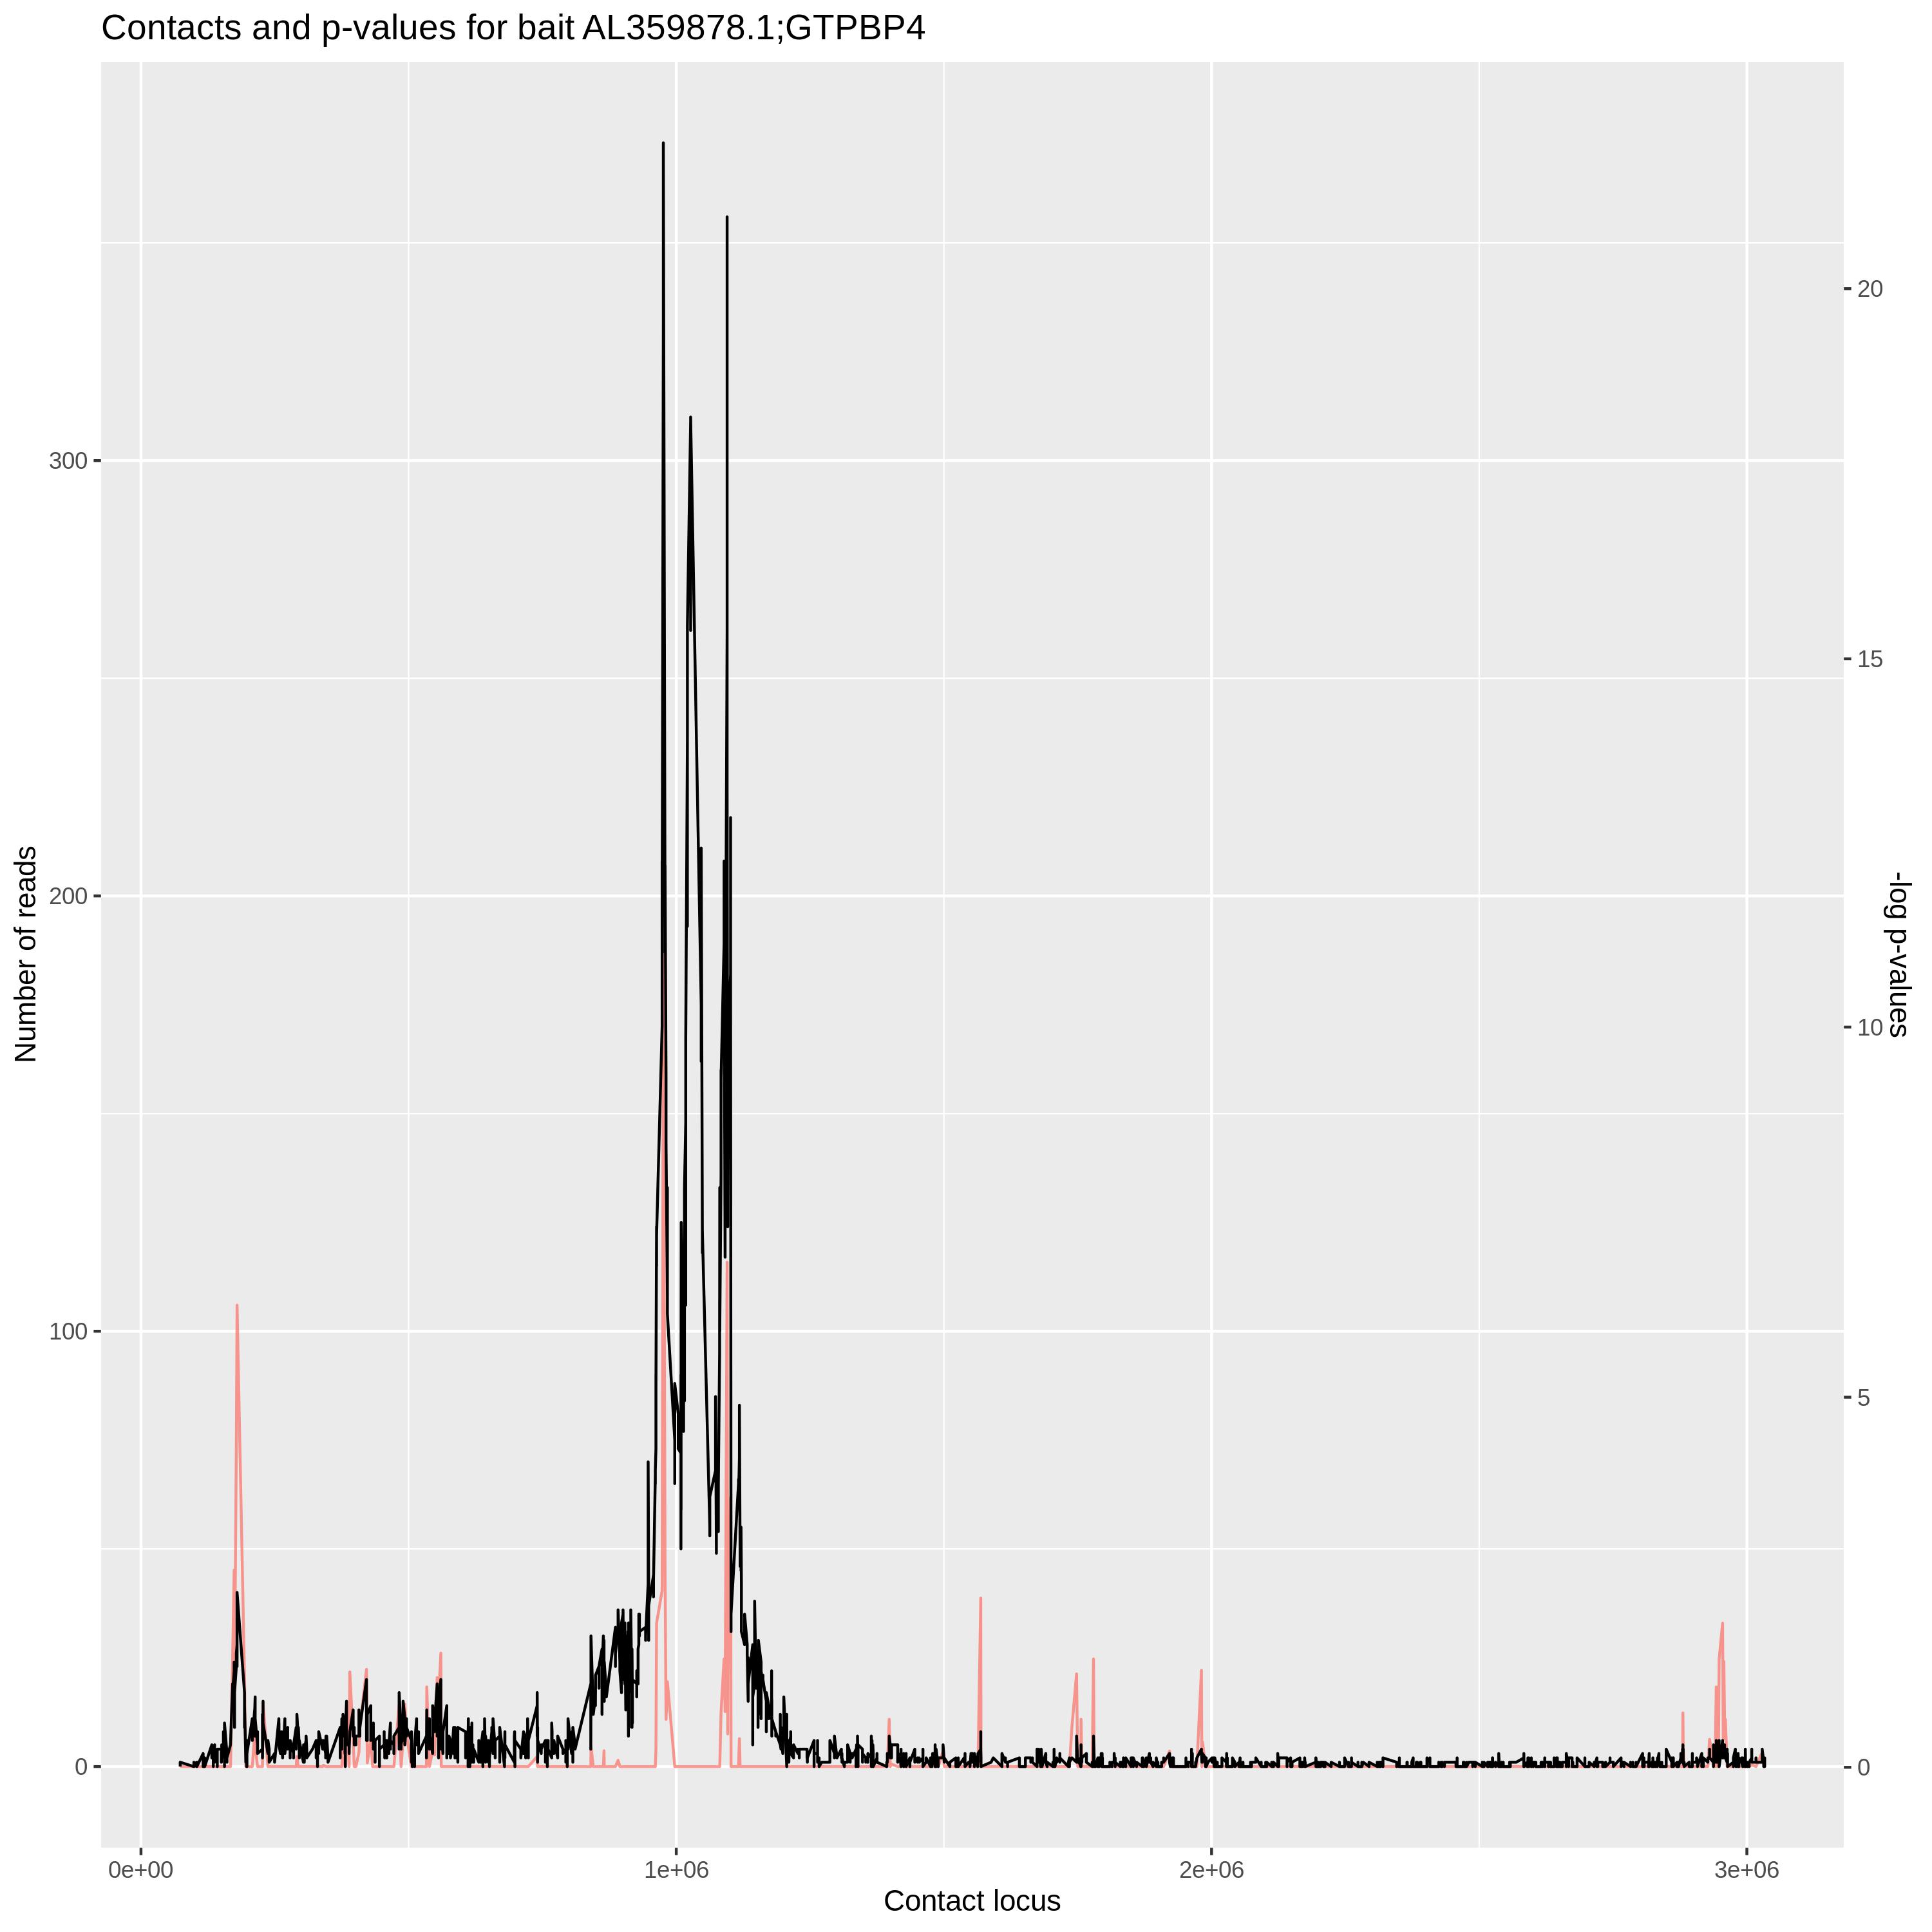 Contacts and p-values for bait AL359878.1;GTPBP4
Number of reads
300
200
100
0
20
15
10
5
0
-log p-values
0e+00
1e+06
2e+06
3e+06
Contact locus